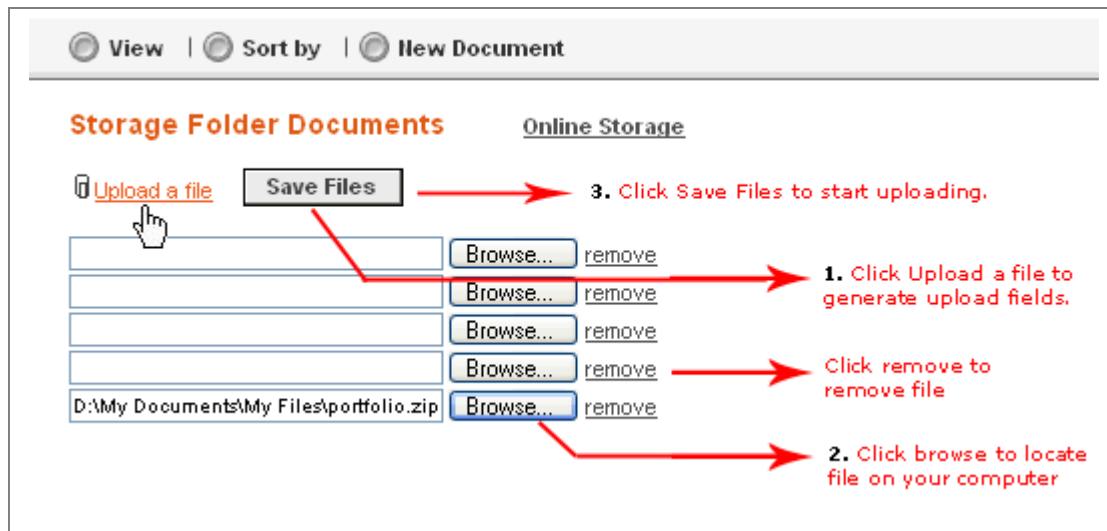 View | Sort by | New Document
Storage Folder Documents Online Storage
Upload a file Save Files 3. Click Save Files to start uploading.
Browse... remove
1. Click Upload a file to
generate upload fields.
Browse... remove
Browse... remove
Browse... remove Click remove to
remove file
D:\My Documents\My Files\portfolio.zip Browse... remove
2. Click browse to locate
file on your computer